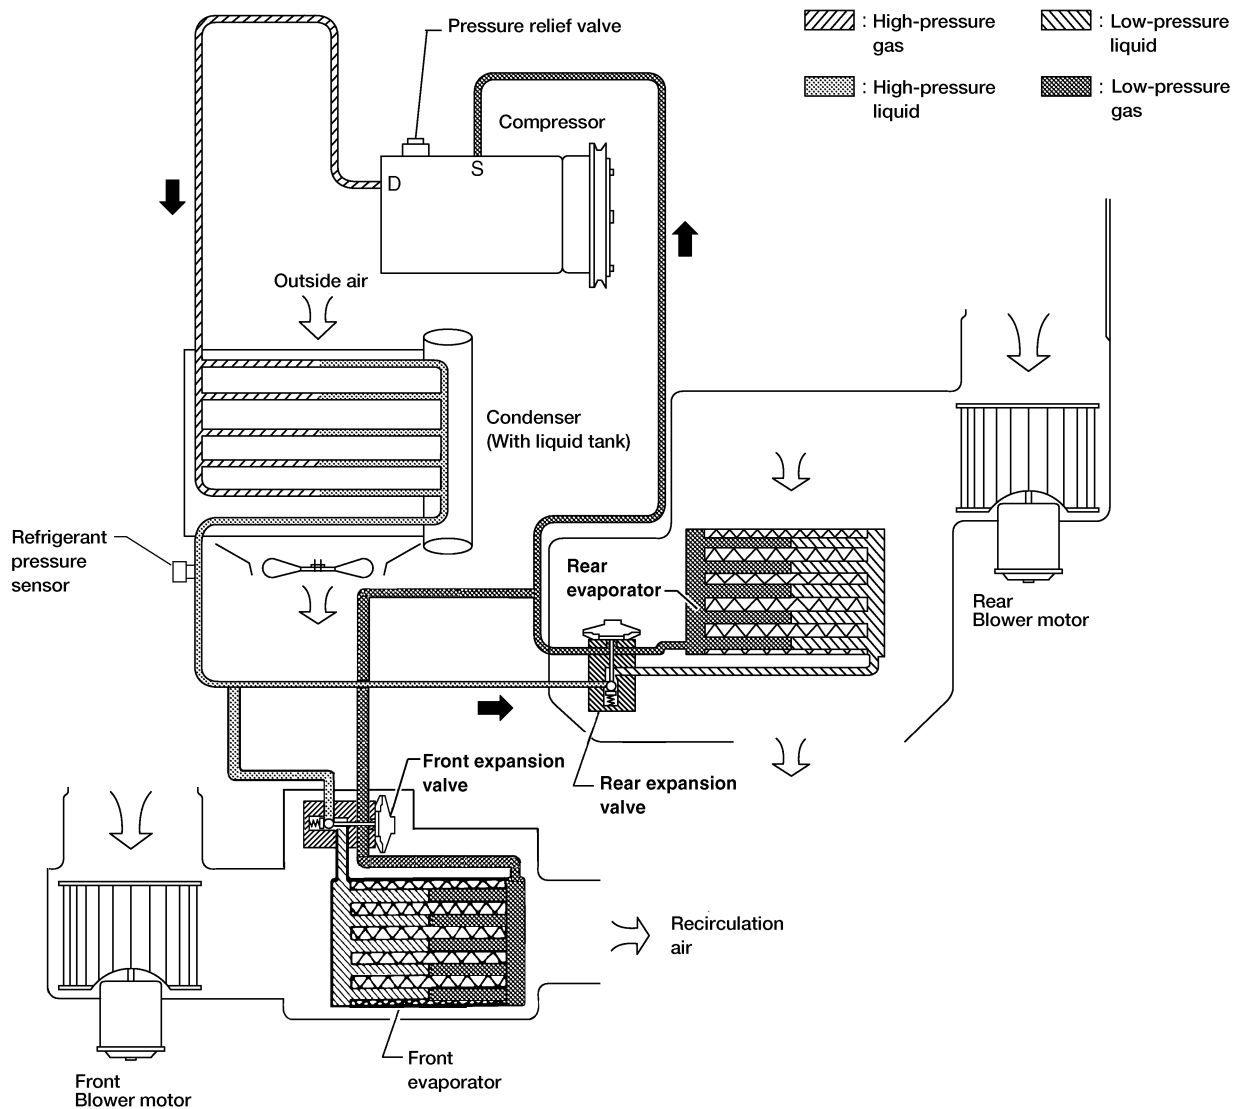 Pressure relief valve
: High-pressure
gas
: Low-pressure
liquid
: High-pressure
liquid
: Low-pressure
gas
Compressor
S
D
Outside air
Condenser
(With liquid tank)
Refrigerant
pressure
sensor
Rear
evaporator
Rear
Blower motor
Front expansion
valve
Rear expansion
valve
Recirculation
air
Front
evaporator
Front
Blower motor